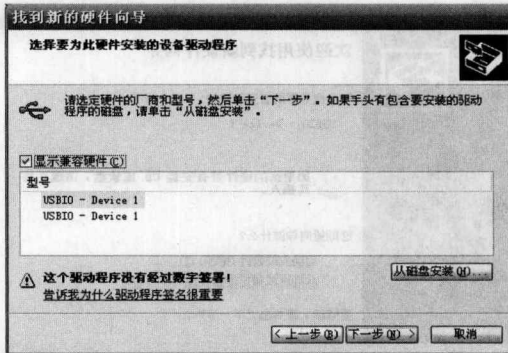 找到新的硬件向导
选择要为此硬件安装的设备驱动程序
请选定硬件的厂商和型号，然后单击“下一步”。如果手头有包含要安装的驱动
程序的磁盘，请单击“从磁盘安装”。
显示兼容硬件(C)
型号
USBIO - Device 1
USBIO - Device 1
这个驱动程序没有经过数字签署！
告诉我为什么驱动程序签名很重要
从磁盘安装(H)...
< 上一步(B)
下一步(N) >
取消